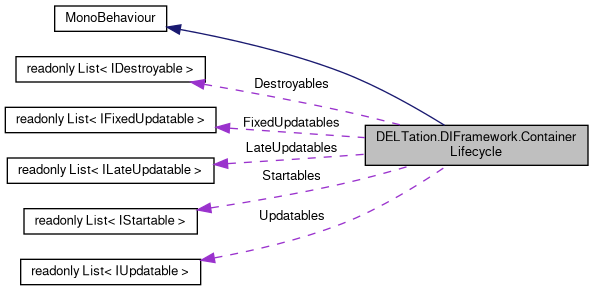 MonoBehaviour
readonly List< IDestroyable >
Destroyables
readonly List< IFixedUpdatable >
FixedUpdatables
DELTation.DIFramework.Container
Lifecycle
LateUpdatables
readonly List< ILateUpdatable >
Startables
readonly List< IStartable >
Updatables
readonly List< IUpdatable >